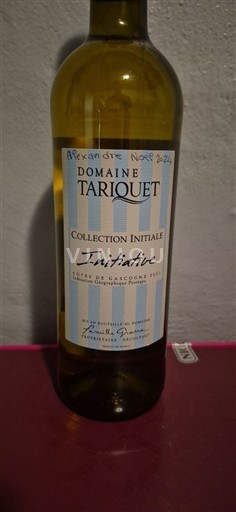 Alexandre Noël 2024
DOMAINE
TARIQUET
COLLECTION INITIALE
Initiative
CÔTES DE GASCOGNE
Indication Géographique Protégée
MIS EN BOUTEILLE AU DOMAINE
Famille Grassa
PROPRIÉTAIRE - RÉCOLTANT
VIVINO